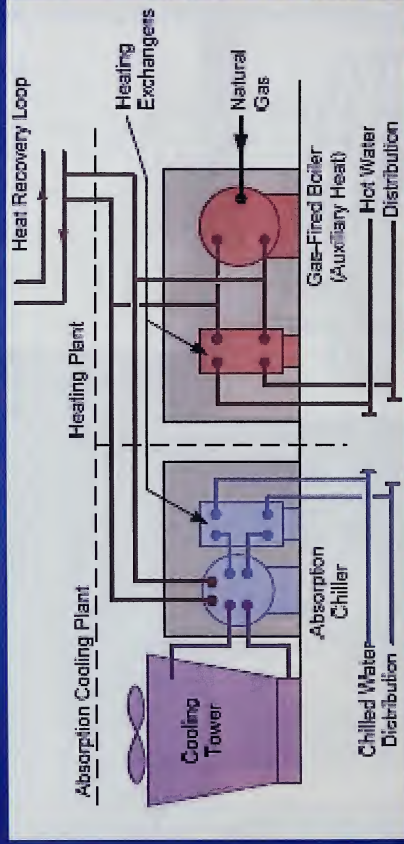 Heat Recovery Loop
Absorption Cooling Plant
Heating Plant
Heating
Exchangers
Natural
Gas
Cooling
Tower
Absorption
Chiller
Gas-Fired Boiler
(Auxiliary Heat)
Chilled Water
Distribution
Hot Water
Distribution